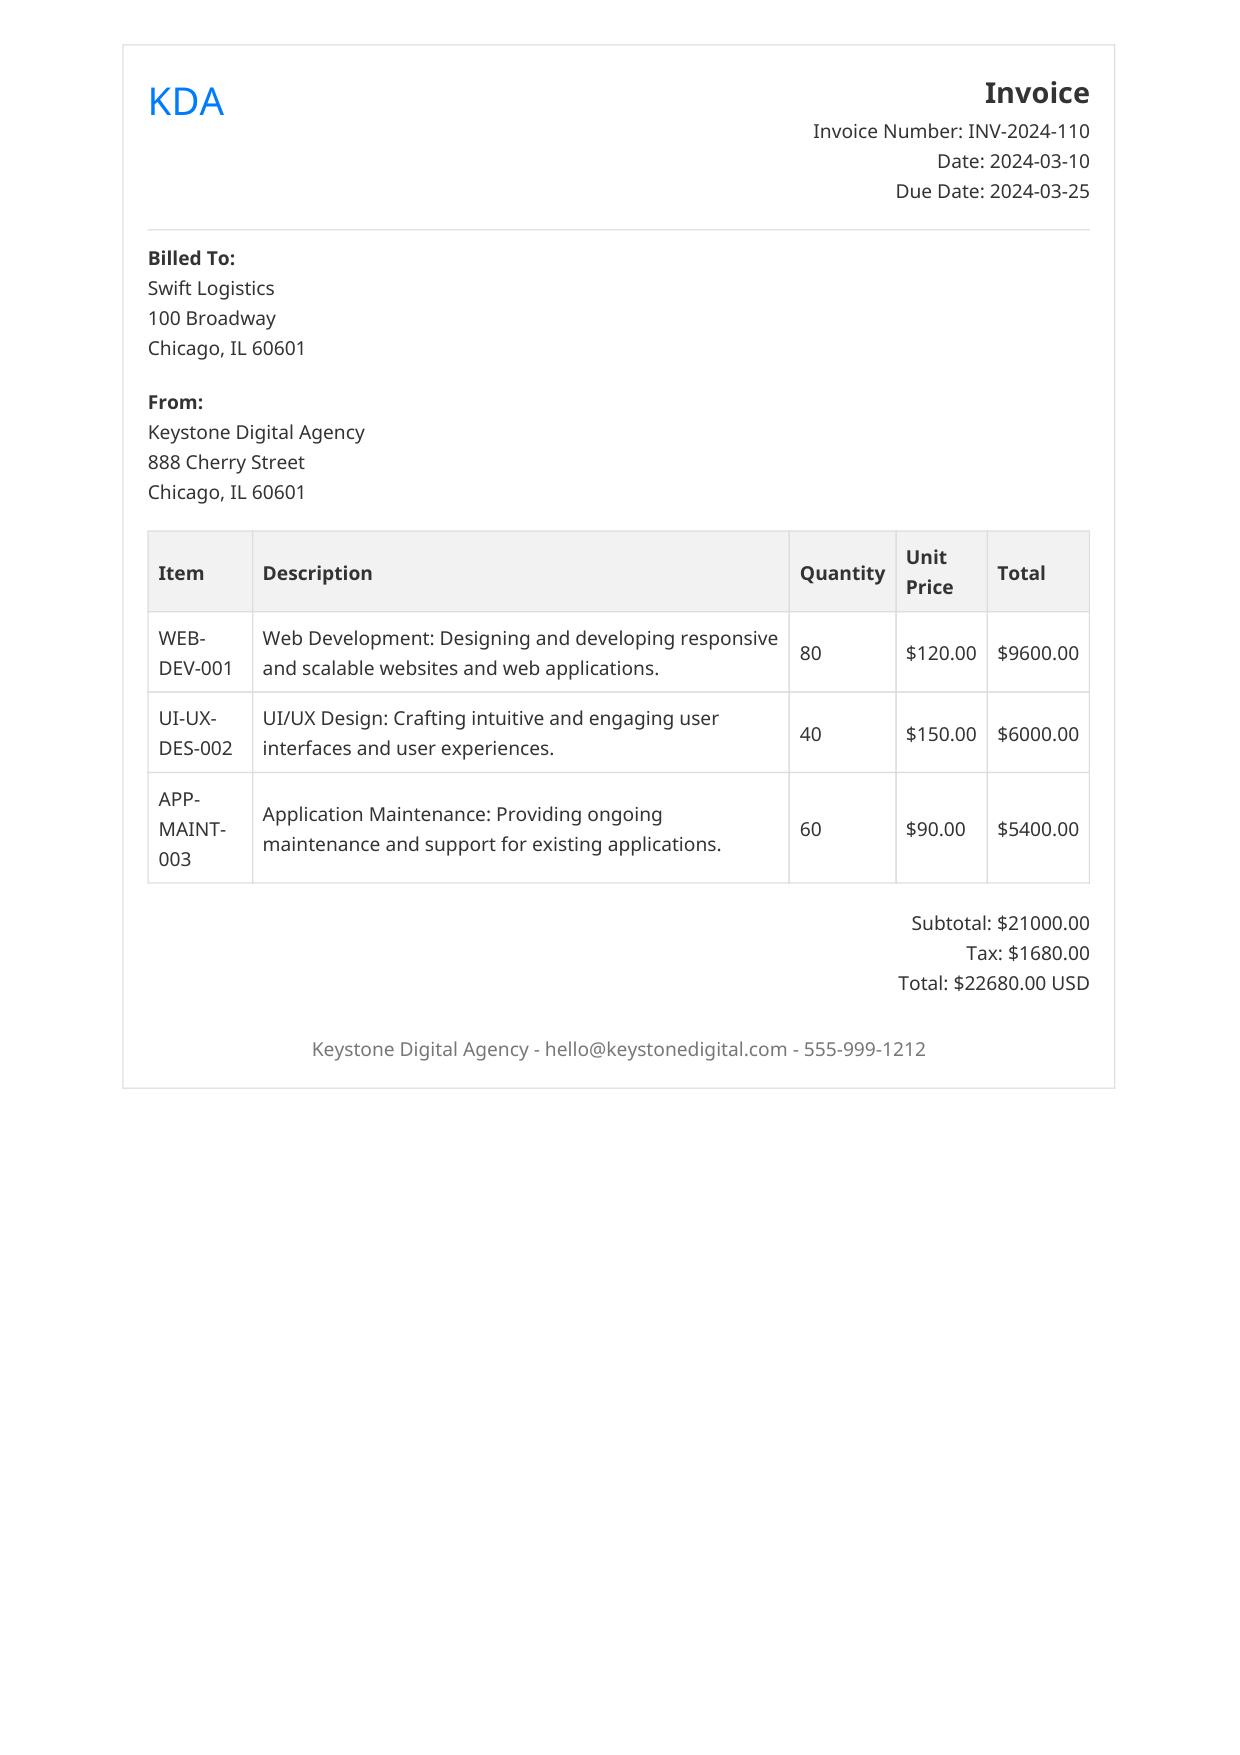 KDA
Invoice
Invoice Number: INV-2024-110
Date: 2024-03-10
Due Date: 2024-03-25
Billed To:
Swift Logistics
100 Broadway
Chicago, IL 60601
From:
Keystone Digital Agency
888 Cherry Street
Chicago, IL 60601
Item Description Quantity Unit Price Total
WEB-
DEV-001
Web Development: Designing and developing responsive
and scalable websites and web applications.
80 $120.00 $9600.00
UI-UX-
DES-002
UI/UX Design: Crafting intuitive and engaging user
interfaces and user experiences.
40 $150.00 $6000.00
APP-
MAINT-
003
Application Maintenance: Providing ongoing
maintenance and support for existing applications.
60 $90.00 $5400.00
Subtotal: $21000.00
Tax: $1680.00
Total: $22680.00 USD
Keystone Digital Agency - hello@keystonedigital.com - 555-999-1212